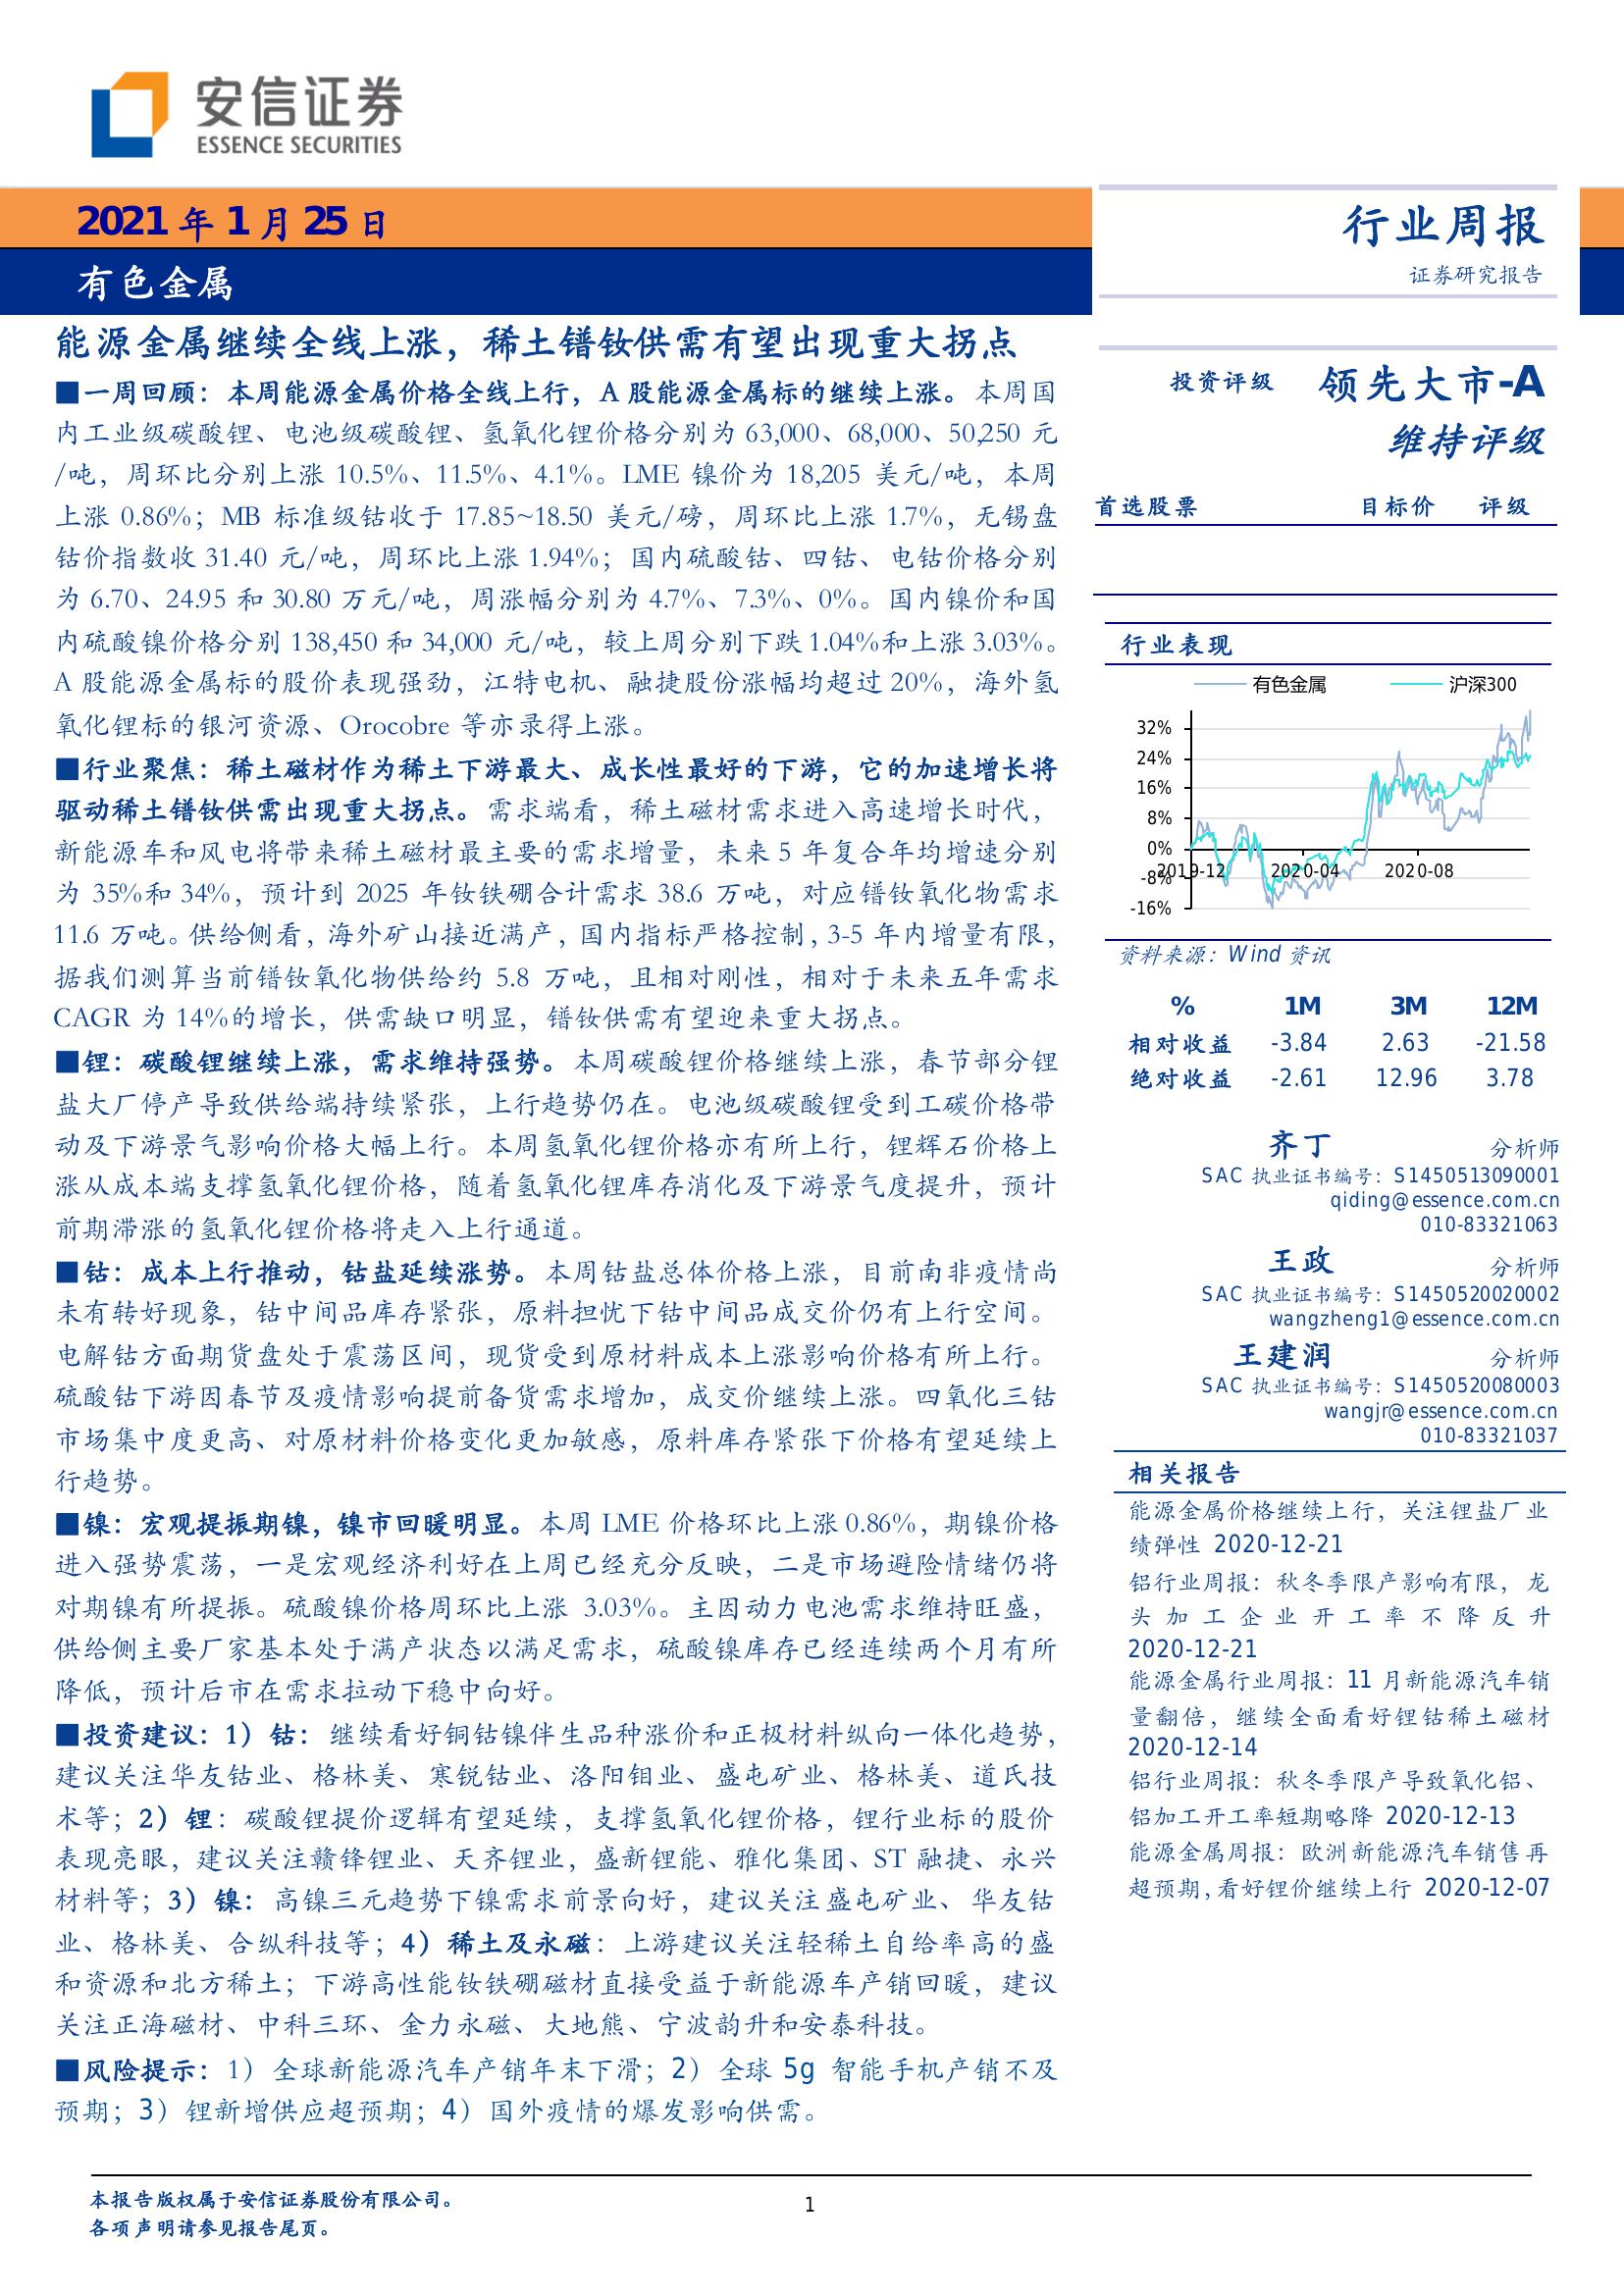 安信证券
ESSENCE SECURITIES
2021 年 1 月 25 日
有色金属
行业周报
证券研究报告
能源金属继续全线上涨，稀土镨钕供需有望出现重大拐点
■一周回顾：本周能源金属价格全线上行，A 股能源金属标的继续上涨。本周国
内工业级碳酸锂、电池级碳酸锂、氢氧化锂价格分别为 63,000、68,000、50,250 元
/吨，周环比分别上涨 10.5%、11.5%、4.1%。LME 镍价为 18,205 美元/吨，本周
上涨 0.86%；MB 标准级钴收于 17.85~18.50 美元/磅，周环比上涨 1.7%，无锡盘
钴价指数收 31.40 元/吨，周环比上涨 1.94%；国内硫酸钴、四钴、电钴价格分别
为 6.70、24.95 和 30.80 万元/吨，周涨幅分别为 4.7%、7.3%、0%。国内镍价和国
内硫酸镍价格分别 138,450 和 34,000 元/吨，较上周分别下跌 1.04%和上涨 3.03%。
A 股能源金属标的股价表现强劲，江特电机、融捷股份涨幅均超过 20%，海外氢
氧化锂标的银河资源、Orocobre 等亦录得上涨。
■行业聚焦：稀土磁材作为稀土下游最大、成长性最好的下游，它的加速增长将
驱动稀土镨钕供需出现重大拐点。需求端看，稀土磁材需求进入高速增长时代，
新能源车和风电将带来稀土磁材最主要的需求增量，未来 5 年复合年均增速分别
为 35%和 34%，预计到 2025 年钕铁硼合计需求 38.6 万吨，对应镨钕氧化物需求
11.6 万吨。供给侧看，海外矿山接近满产，国内指标严格控制，3-5 年内增量有限，
据我们测算当前镨钕氧化物供给约 5.8 万吨，且相对刚性，相对于未来五年需求
CAGR 为 14%的增长，供需缺口明显，镨钕供需有望迎来重大拐点。
■锂：碳酸锂继续上涨，需求维持强势。本周碳酸锂价格继续上涨，春节部分锂
盐大厂停产导致供给端持续紧张，上行趋势仍在。电池级碳酸锂受到工碳价格带
动及下游景气影响价格大幅上行。本周氢氧化锂价格亦有所上行，锂辉石价格上
涨从成本端支撑氢氧化锂价格，随着氢氧化锂库存消化及下游景气度提升，预计
前期滞涨的氢氧化锂价格将走入上行通道。
■钴：成本上行推动，钴盐延续涨势。本周钴盐总体价格上涨，目前南非疫情尚
未有转好现象，钴中间品库存紧张，原料担忧下钴中间品成交价仍有上行空间。
电解钴方面期货盘处于震荡区间，现货受到原材料成本上涨影响价格有所上行。
硫酸钴下游因春节及疫情影响提前备货需求增加，成交价继续上涨。四氧化三钴
市场集中度更高、对原材料价格变化更加敏感，原料库存紧张下价格有望延续上
行趋势。
■镍：宏观提振期镍，镍市回暖明显。本周 LME 价格环比上涨 0.86%，期镍价格
进入强势震荡，一是宏观经济利好在上周已经充分反映，二是市场避险情绪仍将
对期镍有所提振。硫酸镍价格周环比上涨 3.03%。主因动力电池需求维持旺盛，
供给侧主要厂家基本处于满产状态以满足需求，硫酸镍库存已经连续两个月有所
降低，预计后市在需求拉动下稳中向好。
■投资建议：1）钴：继续看好铜钴镍伴生品种涨价和正极材料纵向一体化趋势，
建议关注华友钴业、格林美、寒锐钴业、洛阳钼业、盛屯矿业、格林美、道氏技
术等；2）锂：碳酸锂提价逻辑有望延续，支撑氢氧化锂价格，锂行业标的股价
表现亮眼，建议关注赣锋锂业、天齐锂业，盛新锂能、雅化集团、ST 融捷、永兴
材料等；3）镍：高镍三元趋势下镍需求前景向好，建议关注盛屯矿业、华友钴
业、格林美、合纵科技等；4）稀土及永磁：上游建议关注轻稀土自给率高的盛
和资源和北方稀土；下游高性能钕铁硼磁材直接受益于新能源车产销回暖，建议
关注正海磁材、中科三环、金力永磁、大地熊、宁波韵升和安泰科技。
■风险提示：1）全球新能源汽车产销年末下滑；2）全球 5g 智能手机产销不及
预期；3）锂新增供应超预期；4）国外疫情的爆发影响供需。
投资评级 领先大市-A
维持评级
首选股票 目标价 评级
行业表现
有色金属 沪深300
32%
24%
16%
8%
0%
-8%
-16%
2019-12 2020-04 2020-08
资料来源：Wind 资讯
% 1M 3M 12M
相对收益 -3.84 2.63 -21.58
绝对收益 -2.61 12.96 3.78
齐丁 分析师
SAC 执业证书编号：S1450513090001
qiding@essence.com.cn
010-83321063
王政 分析师
SAC 执业证书编号：S1450520020002
wangzheng1@essence.com.cn
王建润 分析师
SAC 执业证书编号：S1450520080003
wangjr@essence.com.cn
010-83321037
相关报告
能源金属价格继续上行，关注锂盐厂业
绩弹性 2020-12-21
铝行业周报：秋冬季限产影响有限，龙
头加工企业开工率不降反升
2020-12-21
能源金属行业周报：11 月新能源汽车销
量翻倍，继续全面看好锂钴稀土磁材
2020-12-14
铝行业周报：秋冬季限产导致氧化铝、
铝加工开工率短期略降 2020-12-13
能源金属周报：欧洲新能源汽车销售再
超预期，看好锂价继续上行 2020-12-07
本报告版权属于安信证券股份有限公司。
各项声明请参见报告尾页。
1